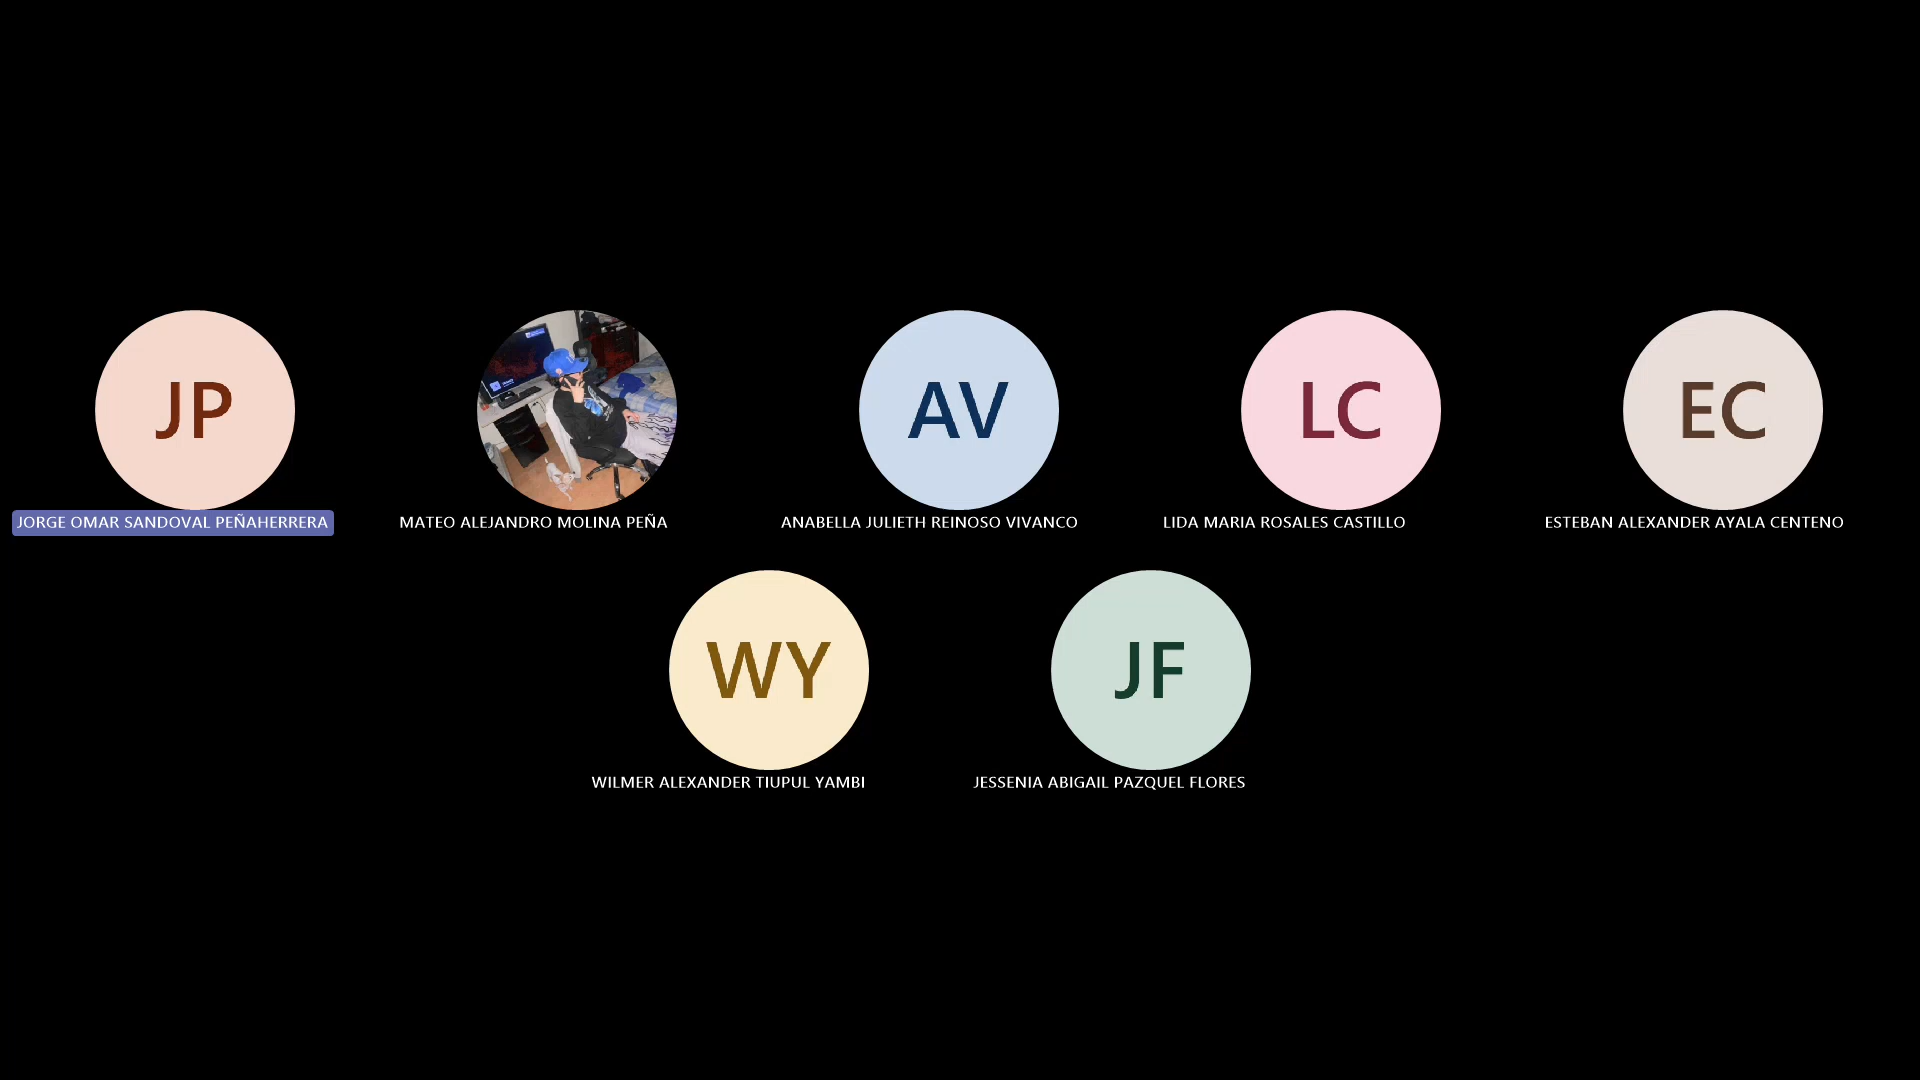 JP
AV
LC
EC
JORGE OMAR SANDOVAL PEÑAHERRERA
MATEO ALEJANDRO MOLINA PEÑA
ANABELLA JULIETH REINOSO VIVANCO
LIDA MARIA ROSALES CASTILLO
ESTEBAN ALEXANDER AYALA CENTENO
WY
JF
WILMER ALEXANDER TIUPUL YAMBI
JESSENIA ABIGAIL PAZQUEL FLORES